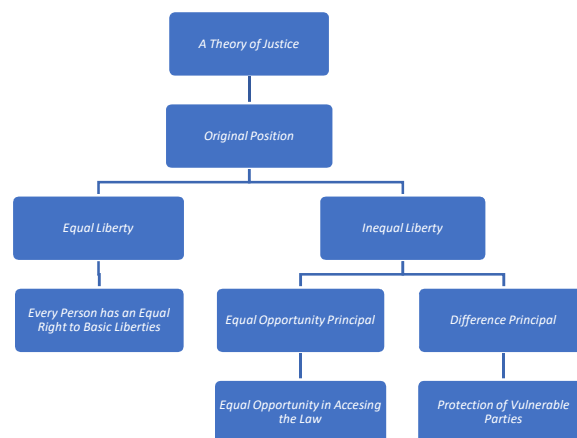 A Theory of Justice
Original Position
Equal Liberty
Inequal Liberty
Every Person has an Equal
Right to Basic Liberties
Equal Opportunity Principal
Difference Principal
Equal Opportunity in Accesing
the Law
Protection of Vulnerable
Parties